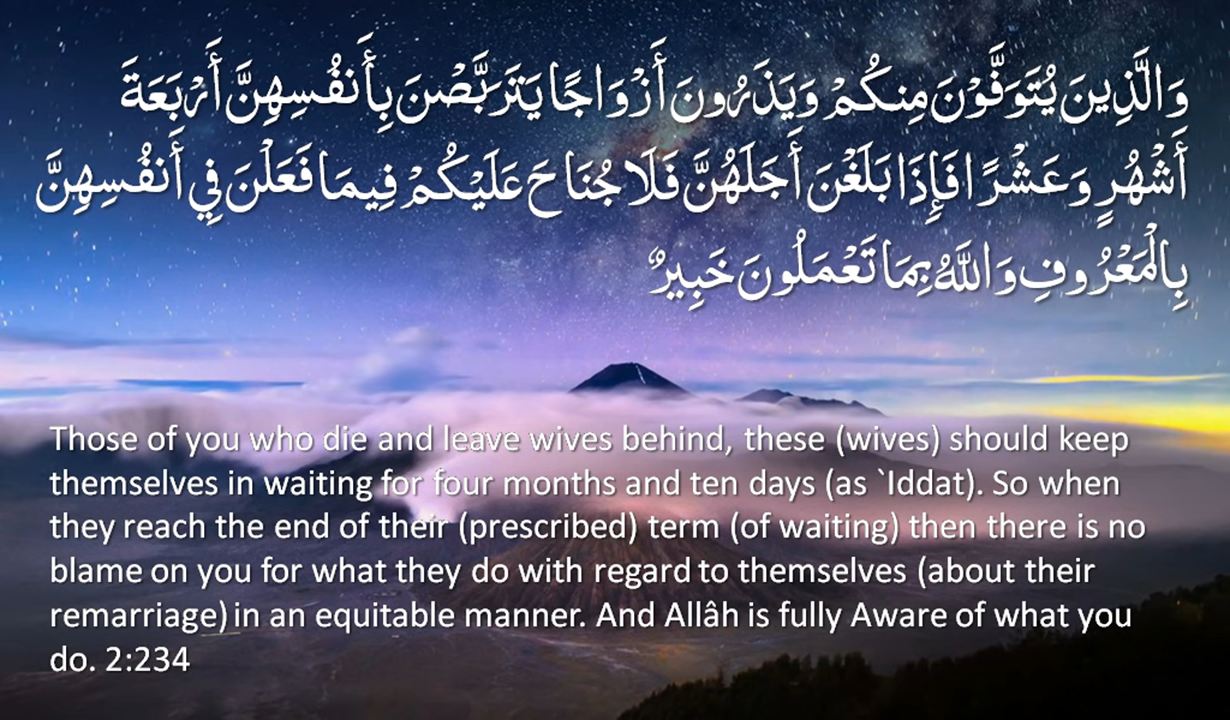 وَالَّذِينَ يُتَوَفَّوْنَ مِنكُمْ وَيَذَرُونَ أَزْوَاجًا يَتَرَبَّصْنَ بِأَنفُسِهِنَّ أَرْبَعَةَ
أَشْهُرٍ وَعَشْرًا فَإِذَا بَلَغْنَ أَجَلَهُنَّ فَلَا جُنَاحَ عَلَيْكُمْ فِيمَا فَعَلْنَ فِي أَنفُسِهِنَّ
بِالْمَعْرُوفِ وَاللَّهُ بِمَا تَعْمَلُونَ خَبِيرٌ
Those of you who die and leave wives behind, these (wives) should keep
themselves in waiting for four months and ten days (as `Iddat). So when
they reach the end of their (prescribed) term (of waiting) then there is no
blame on you for what they do with regard to themselves (about their
remarriage) in an equitable manner. And Allâh is fully Aware of what you
do. 2:234